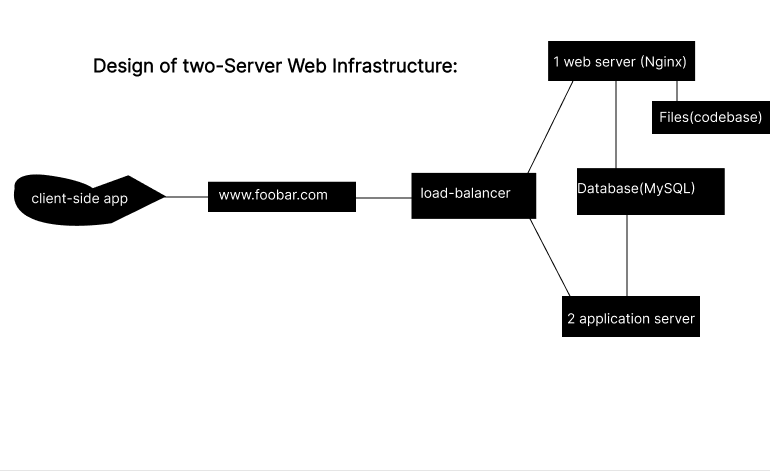 Design of two-Server Web Infrastructure:
1 web server (Nginx)
Files(codebase)
client-side app
www.foobar.com
load-balancer
Database(MySQL)
2 application server